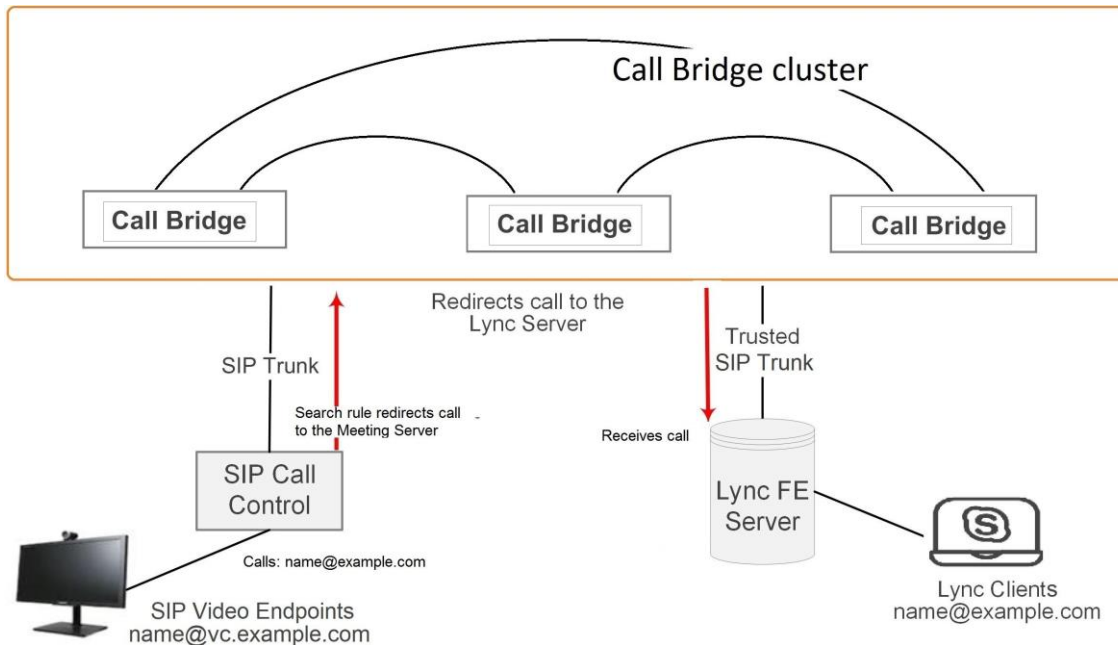 Call Bridge cluster
Call Bridge
Call Bridge
Call Bridge
Redirects call to the
Lync Server
SIP Trunk
Trusted
SIP Trunk
Search rule redirects call
to the Meeting Server
Receives call
SIP Call
Control
Lync FE
Server
Calls: name@example.com
SIP Video Endpoints
name@vc.example.com
Lync Clients
name@example.com